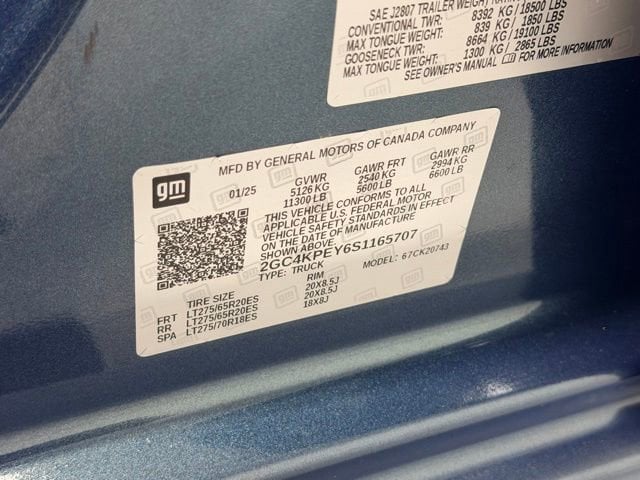 SAE J2807 TRAILER WEIGHT
CONVENTIONAL TWR: 8392 KG / 18500 LBS
MAX TONGUE WEIGHT: 839 KG / 1850 LBS
GOOSENECK TWR: 8664 KG / 19100 LBS
MAX TONGUE WEIGHT: 1300 KG / 2865 LBS
SEE OWNER'S MANUAL FOR MORE INFORMATION
gm
MFD BY GENERAL MOTORS OF CANADA COMPANY
01/25 GVWR GAWR FRT GAWR RR
5126 KG 2540 KG 2994 KG
11300 LB 5600 LB 6600 LB
THIS VEHICLE CONFORMS TO ALL
APPLICABLE U.S. FEDERAL MOTOR
VEHICLE SAFETY STANDARDS IN EFFECT
ON THE DATE OF MANUFACTURE
SHOWN ABOVE.
2GC4KPEY6S1165707
TYPE: TRUCK MODEL: 67CK20743
TIRE SIZE RIM
FRT LT275/65R20ES 20X8.5J
RR LT275/65R20ES 20X8.5J
SPA LT275/70R18ES 18X8J